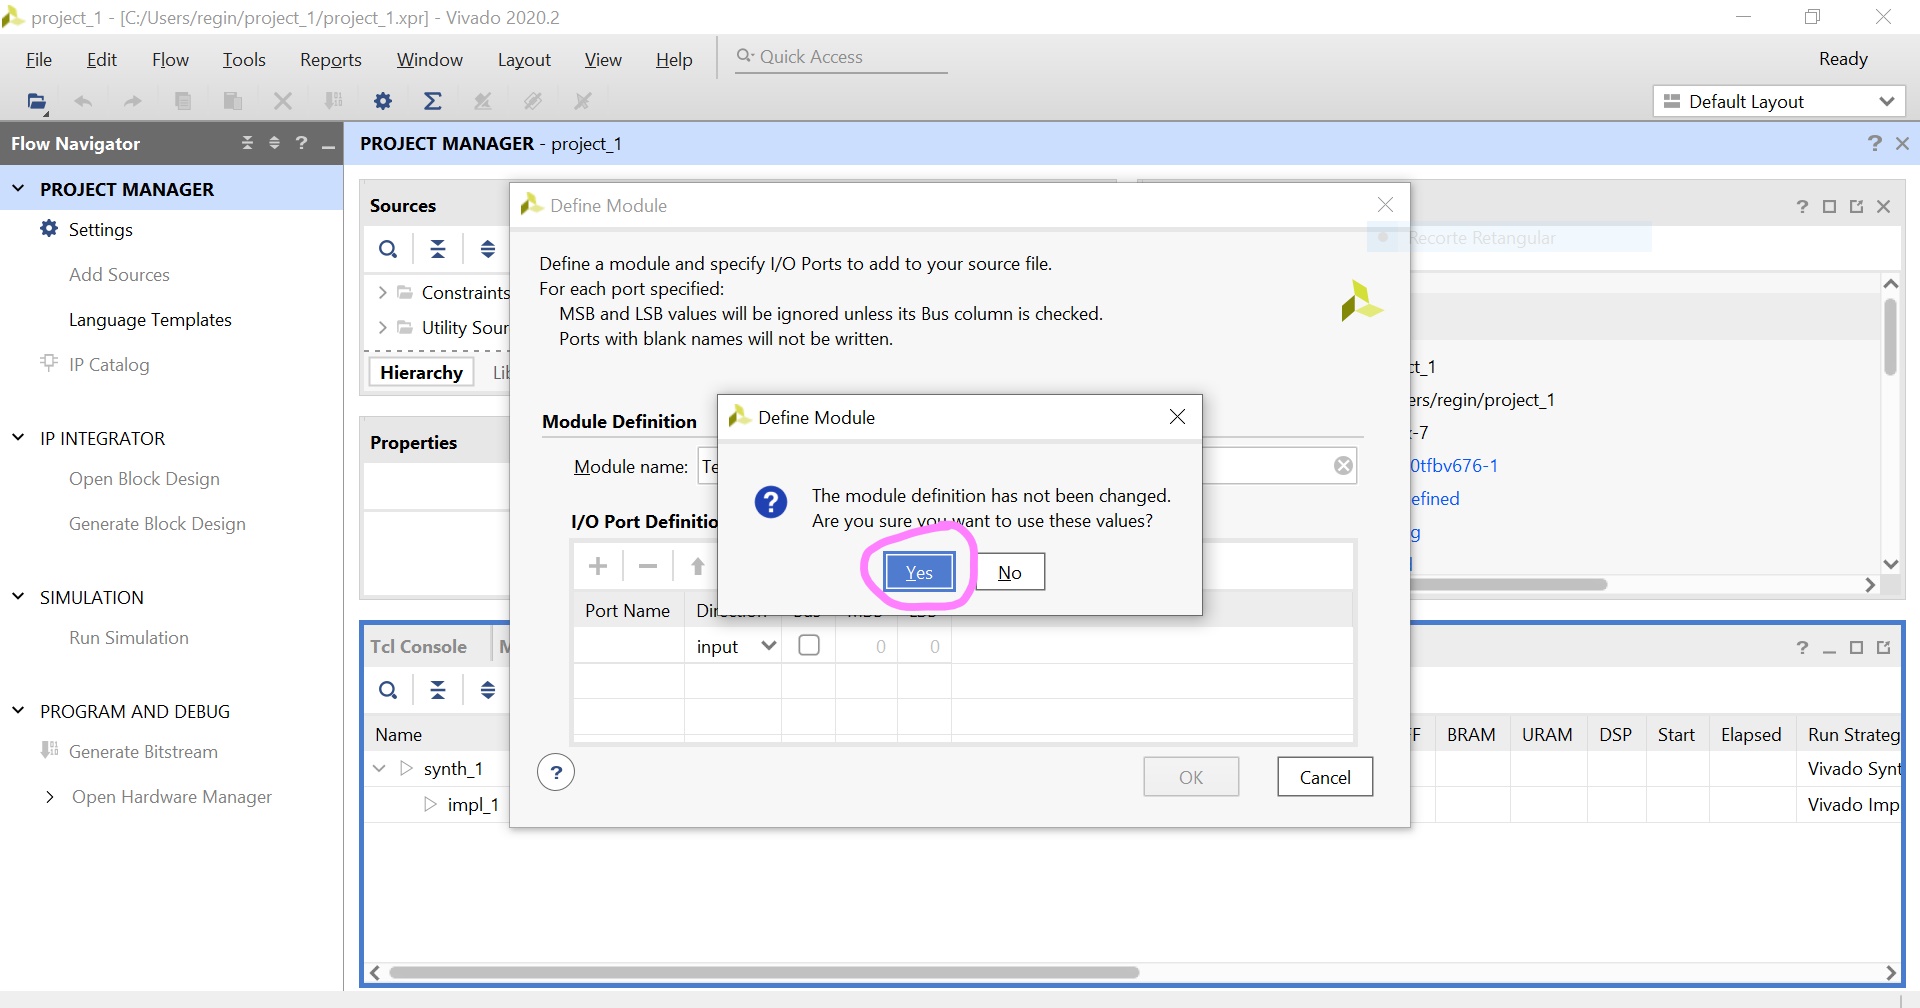 project_1 - [C:/Users/regin/project_1/project_1.xpr] - Vivado 2020.2
File Edit Flow Tools Reports Window Layout View Help Quick Access Ready
Default Layout
Flow Navigator ? PROJECT MANAGER - project_1 ?
PROJECT MANAGER
Settings
Add Sources
Language Templates
IP Catalog
IP INTEGRATOR
Open Block Design
Generate Block Design
SIMULATION
Run Simulation
PROGRAM AND DEBUG
Generate Bitstream
Open Hardware Manager
Sources
Constraints
Utility Sour
Hierarchy Lib
Properties
Define Module
Recorte Retangular
Define a module and specify I/O Ports to add to your source file.
For each port specified:
MSB and LSB values will be ignored unless its Bus column is checked.
Ports with blank names will not be written.
Module Definition
Module name: Te
I/O Port Definitio
Port Name Direction Bus MSB LSB
input 0 0
?
OK Cancel
Define Module
?
The module definition has not been changed.
Are you sure you want to use these values?
Yes No
?
ct_1
ers/regin/project_1
-7
0tfbv676-1
efined
g
Tcl Console M ?
Name F BRAM URAM DSP Start Elapsed Run Strateg
synth_1 Vivado Synt
impl_1 Vivado Imp